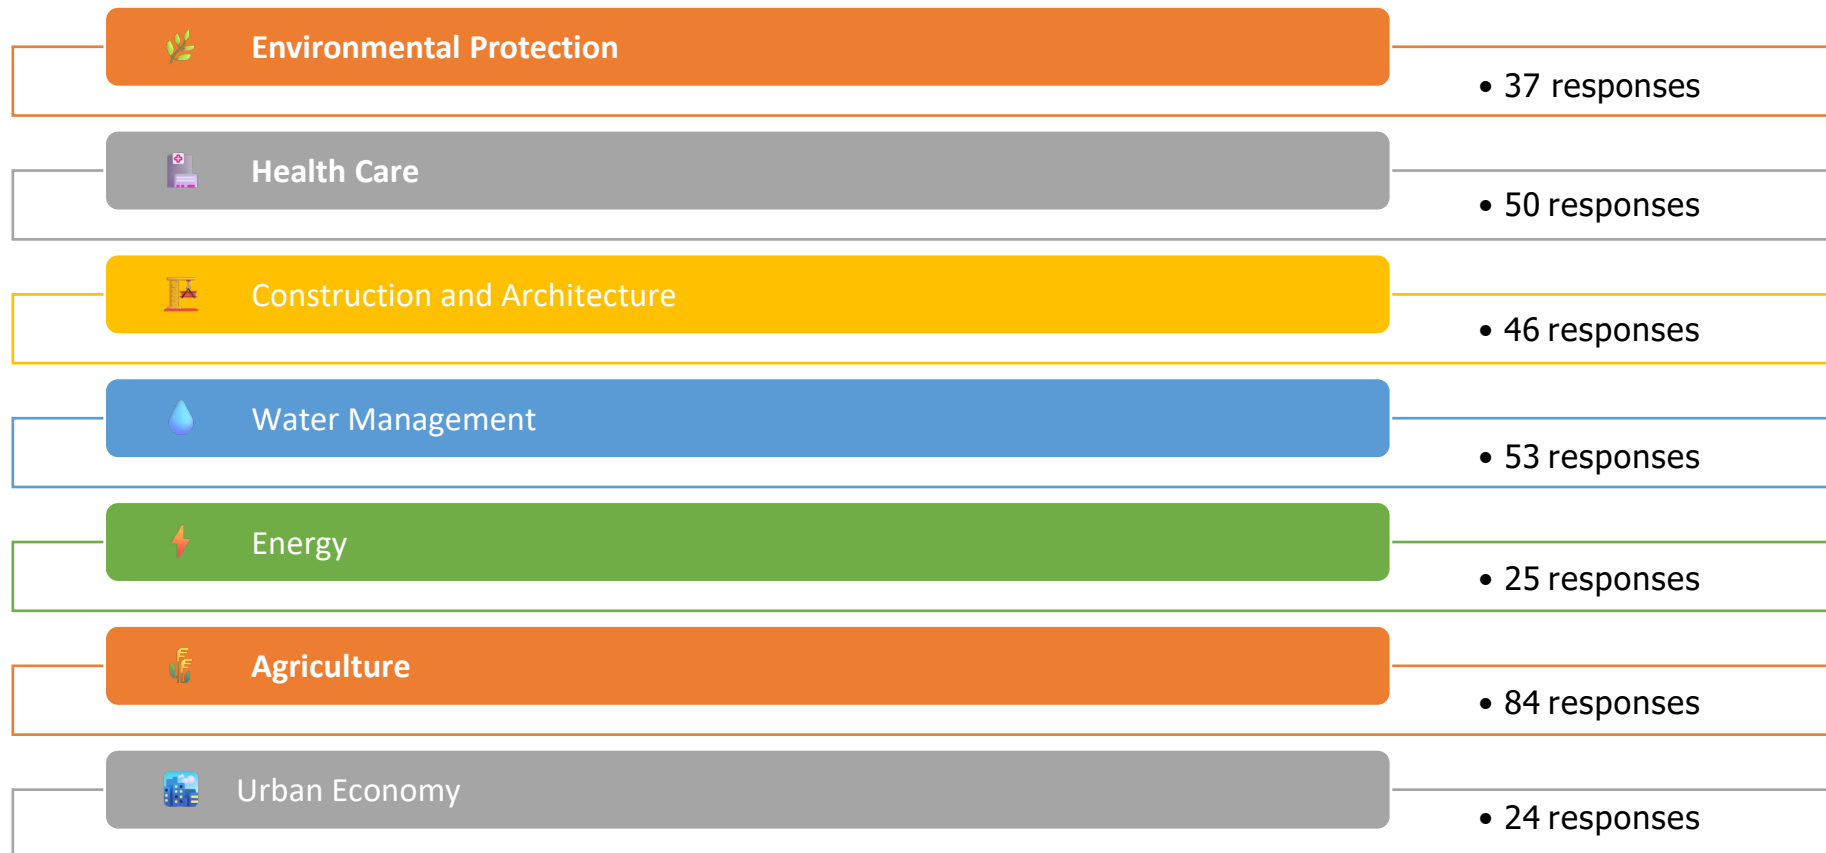 Environmental Protection
• 37 responses
Health Care
• 50 responses
Construction and Architecture
• 46 responses
Water Management
• 53 responses
Energy
• 25 responses
Agriculture
• 84 responses
Urban Economy
• 24 responses